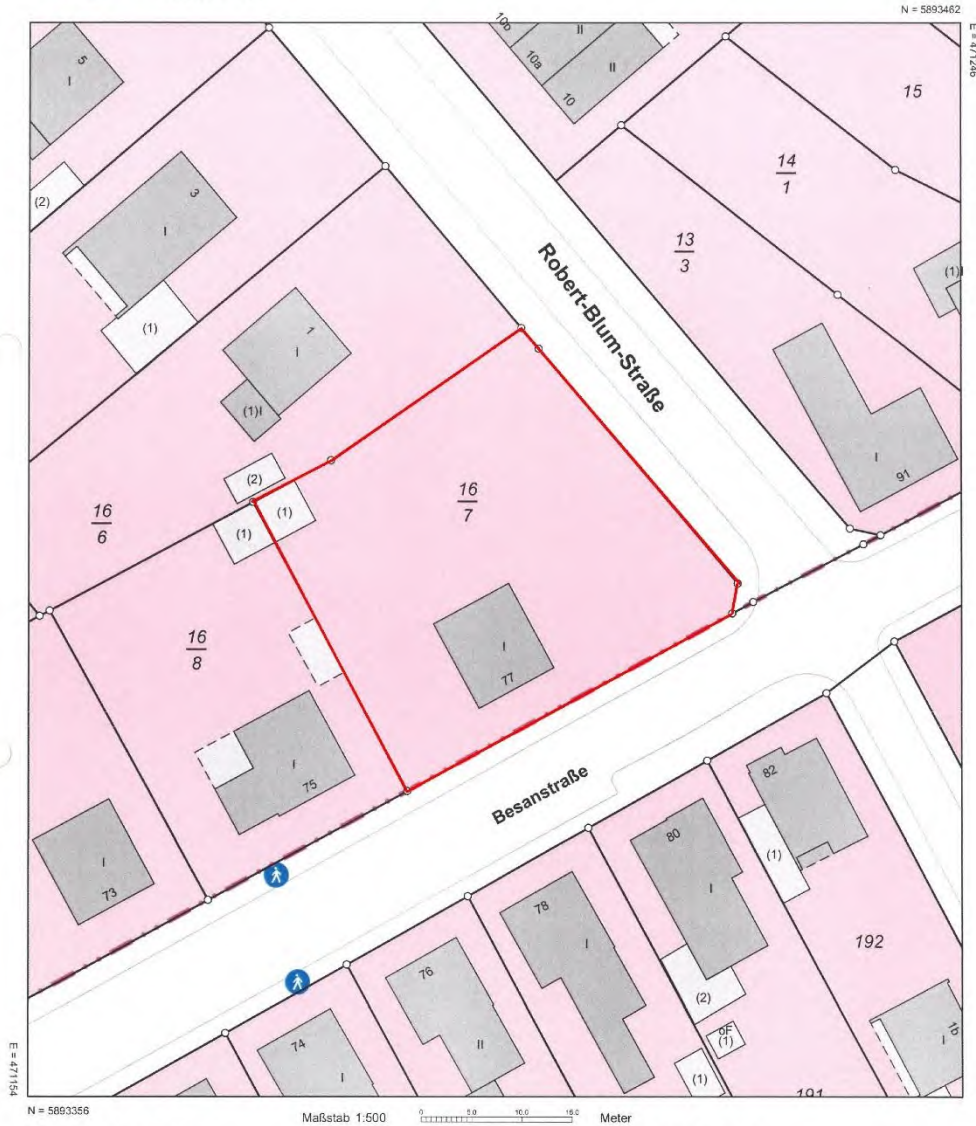 N = 5893462
E = 471246
10b
II
10a
II
10
5
I
15
14
1
(2)
3
I
13
3
Robert-Blum-Straße
(1)
(1)
1
I
(1)I
I
91
(2)
16
7
(1)
16
6
(1)
16
8
I
77
I
75
Besanstraße
82
80
(1)
I
73
I
78
192
I
76
(2)
oF
(1)
1b
I
74
II
(1)
I
191
E = 471154
N = 5893356
Maßstab 1:500
0
5.0
10.0
15.0
Meter